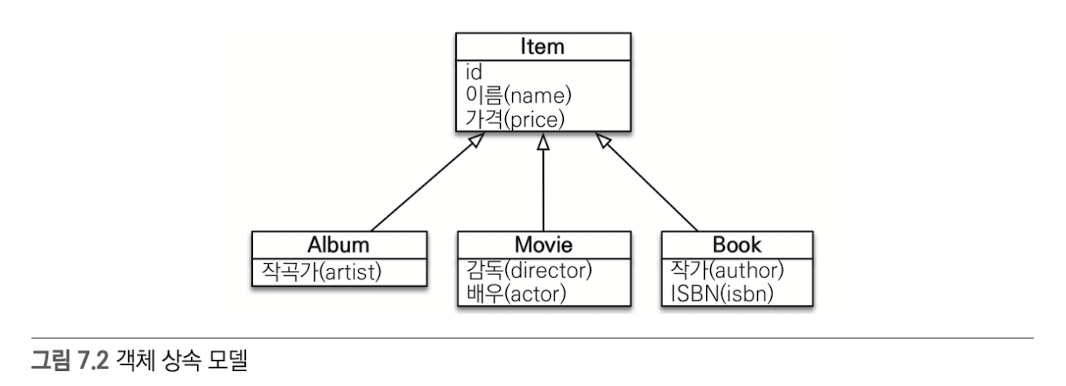 Item
id
이름(name)
가격(price)
Album
작곡가(artist)
Movie
감독(director)
배우(actor)
Book
작가(author)
ISBN(isbn)
그림 7.2 객체 상속 모델